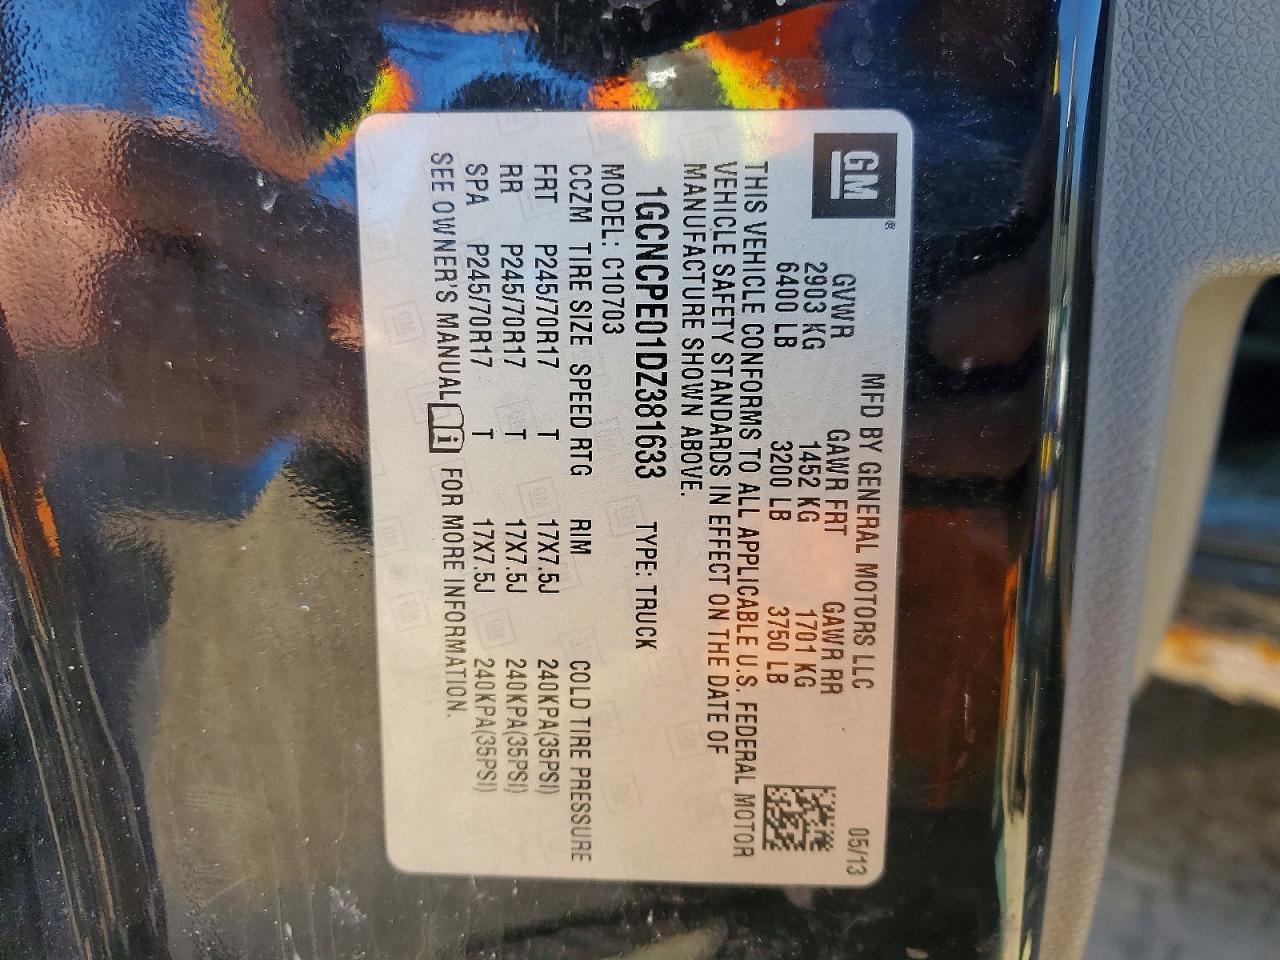 GM®
MFD BY GENERAL MOTORS LLC 05/13
GVWR GAWR FRT GAWR RR
2903 KG 1452 KG 1701 KG
6400 LB 3200 LB 3750 LB
THIS VEHICLE CONFORMS TO ALL APPLICABLE U.S. FEDERAL MOTOR
VEHICLE SAFETY STANDARDS IN EFFECT ON THE DATE OF
MANUFACTURE SHOWN ABOVE.
1GCNCPE01DZ381633 TYPE: TRUCK
MODEL: C10703
CCZM TIRE SIZE SPEED RTG RIM COLD TIRE PRESSURE
FRT P245/70R17 T 17X7.5J 240KPA(35PSI)
RR P245/70R17 T 17X7.5J 240KPA(35PSI)
SPA P245/70R17 T 17X7.5J 240KPA(35PSI)
SEE OWNER'S MANUAL i FOR MORE INFORMATION.